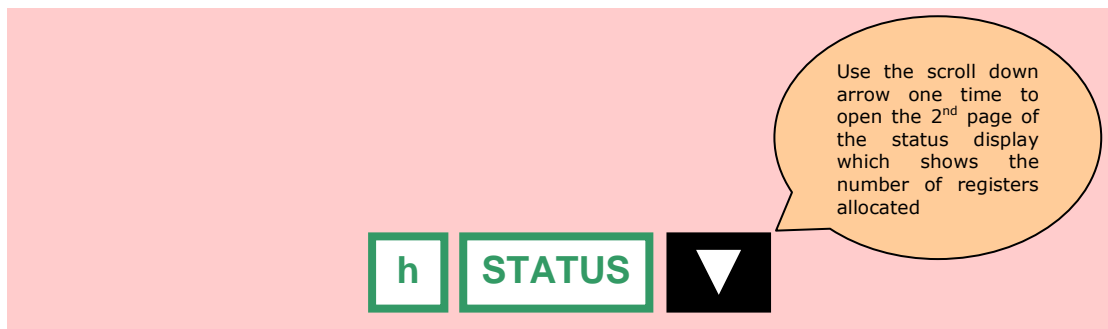 Use the scroll down
arrow one time to
open the 2nd page of
the status display
which shows the
number of registers
allocated
h STATUS ▼